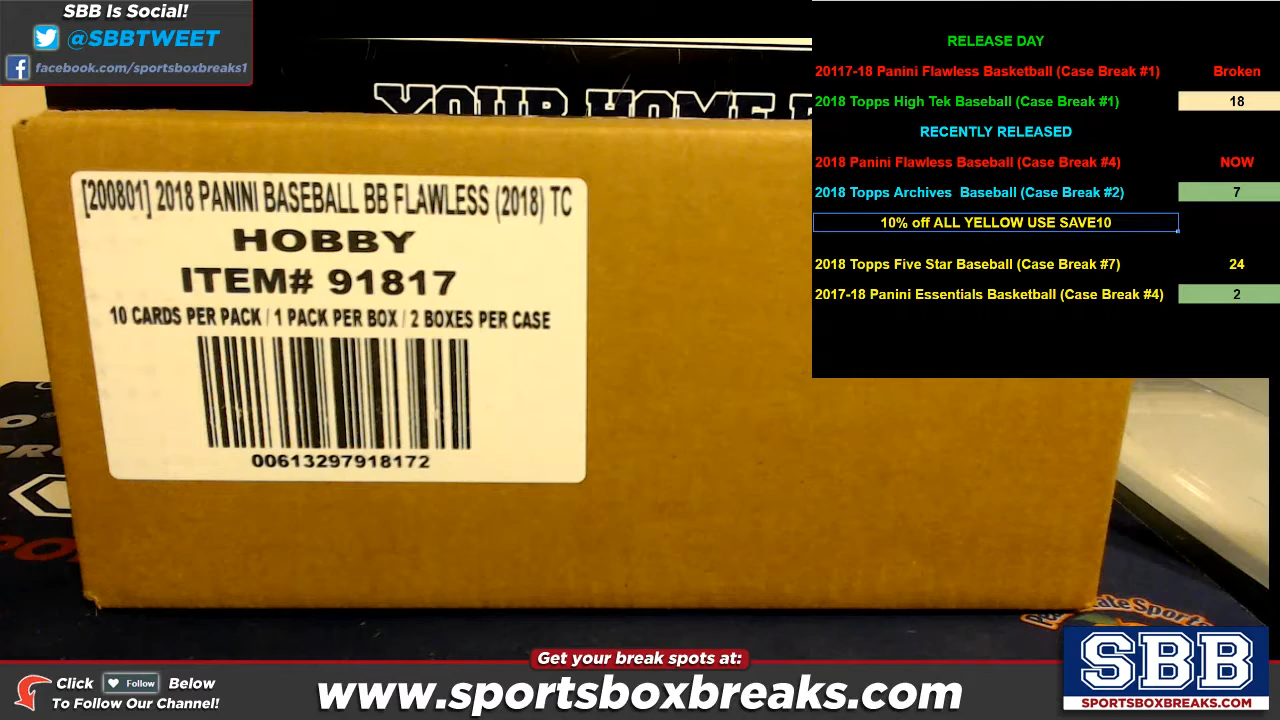 SBB Is Social!
@SBBTWEET
facebook.com/sportsboxbreaks1
YOUR HOME
[200801] 2018 PANINI BASEBALL BB FLAWLESS (2018) TC
HOBBY
ITEM# 91817
10 CARDS PER PACK / 1 PACK PER BOX / 2 BOXES PER CASE
00613297918172
RELEASE DAY
20117-18 Panini Flawless Basketball (Case Break #1) Broken
2018 Topps High Tek Baseball (Case Break #1) 18
RECENTLY RELEASED
2018 Panini Flawless Baseball (Case Break #4) NOW
2018 Topps Archives Baseball (Case Break #2) 7
10% off ALL YELLOW USE SAVE10
2018 Topps Five Star Baseball (Case Break #7) 24
2017-18 Panini Essentials Basketball (Case Break #4) 2
Get your break spots at:
Click Follow Below
To Follow Our Channel!
www.sportsboxbreaks.com
SBB
SPORTSBOXBREAKS.COM